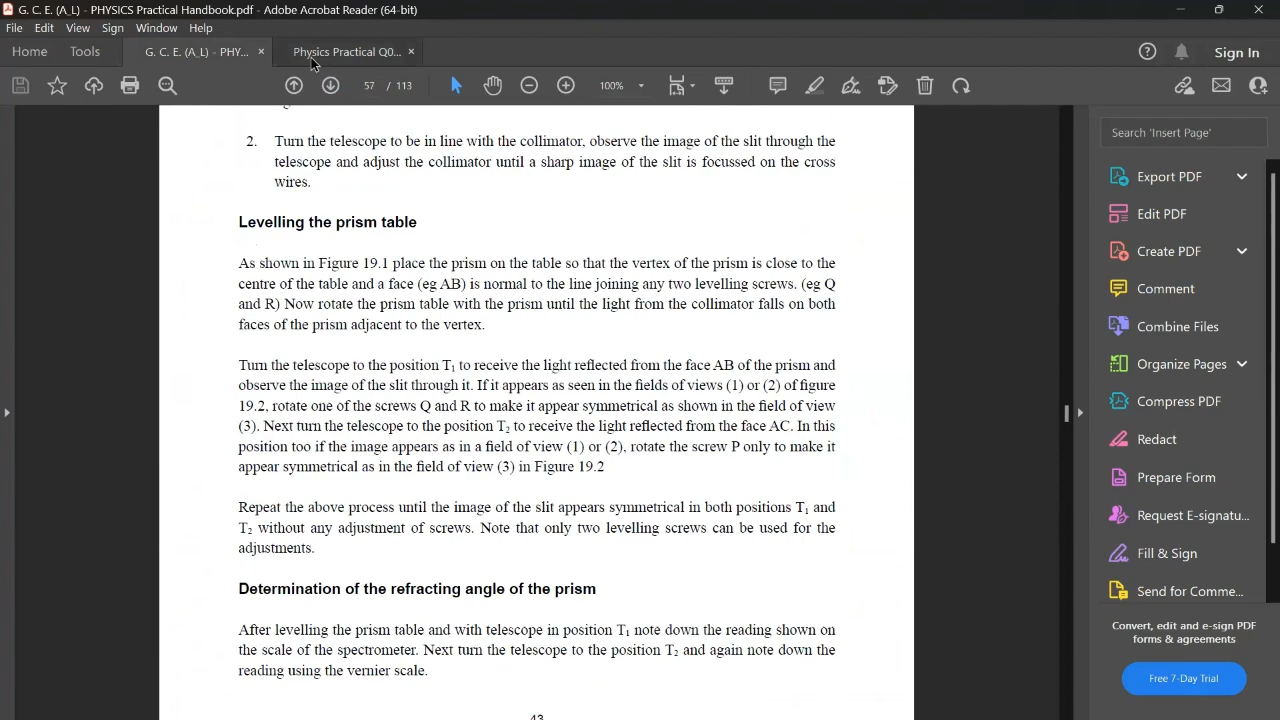 G. C. E. (A_L) - PHYSICS Practical Handbook.pdf - Adobe Acrobat Reader (64-bit)
File Edit View Sign Window Help
Home Tools G. C. E. (A_L) - PHY... × Physics Practical Q0... × Sign In
57 / 113 100%
2. Turn the telescope to be in line with the collimator, observe the image of the slit through the
telescope and adjust the collimator until a sharp image of the slit is focussed on the cross
wires.
Levelling the prism table
As shown in Figure 19.1 place the prism on the table so that the vertex of the prism is close to the
centre of the table and a face (eg AB) is normal to the line joining any two levelling screws. (eg Q
and R) Now rotate the prism table with the prism until the light from the collimator falls on both
faces of the prism adjacent to the vertex.
Turn the telescope to the position T₁ to receive the light reflected from the face AB of the prism and
observe the image of the slit through it. If it appears as seen in the fields of views (1) or (2) of figure
19.2, rotate one of the screws Q and R to make it appear symmetrical as shown in the field of view
(3). Next turn the telescope to the position T₂ to receive the light reflected from the face AC. In this
position too if the image appears as in a field of view (1) or (2), rotate the screw P only to make it
appear symmetrical as in the field of view (3) in Figure 19.2
Repeat the above process until the image of the slit appears symmetrical in both positions T₁ and
T₂ without any adjustment of screws. Note that only two levelling screws can be used for the
adjustments.
Determination of the refracting angle of the prism
After levelling the prism table and with telescope in position T₁ note down the reading shown on
the scale of the spectrometer. Next turn the telescope to the position T₂ and again note down the
reading using the vernier scale.
43
Search 'Insert Page'
Export PDF
Edit PDF
Create PDF
Comment
Combine Files
Organize Pages
Compress PDF
Redact
Prepare Form
Request E-signatu...
Fill & Sign
Send for Comme...
Convert, edit and e-sign PDF
forms & agreements
Free 7-Day Trial